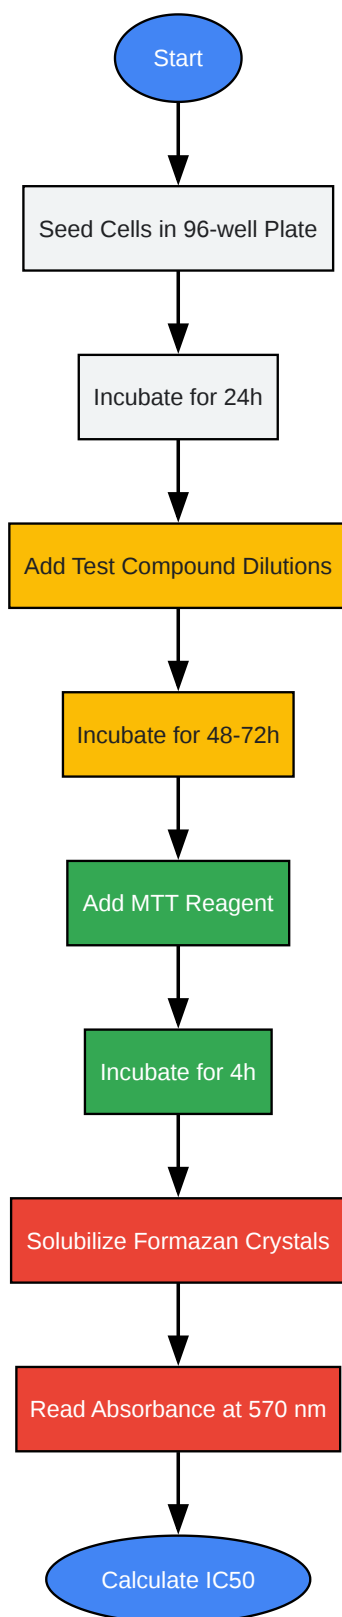 Start
Seed Cells in 96-well Plate
Incubate for 24h
Add Test Compound Dilutions
Incubate for 48-72h
Add MTT Reagent
Incubate for 4h
Solubilize Formazan Crystals
Read Absorbance at 570 nm
Calculate IC50